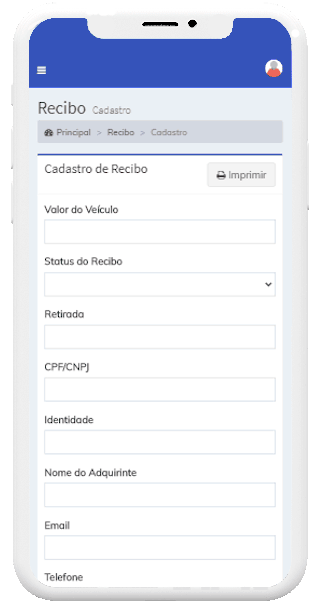 Recibo Cadastro
Principal > Recibo > Cadastro
Cadastro de Recibo
Imprimir
Valor do Veículo
Status do Recibo
Retirada
CPF/CNPJ
Identidade
Nome do Adquirinte
Email
Telefone